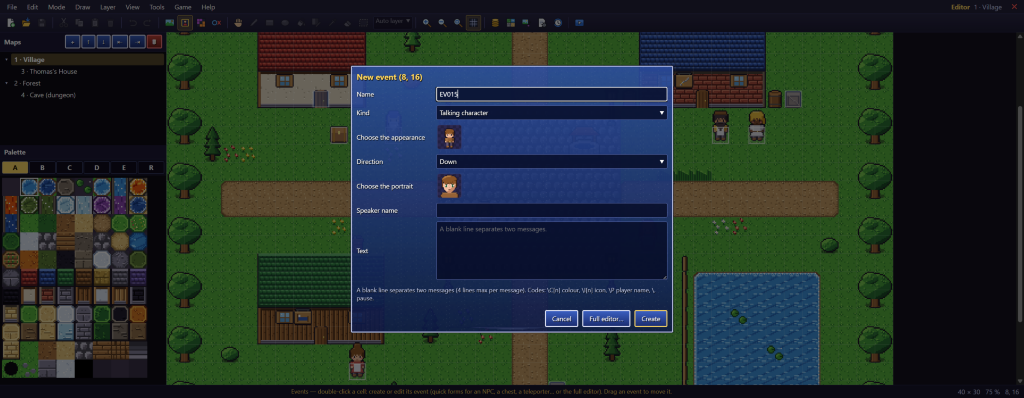 File Edit Mode Draw Layer View Tools Game Help
Editor 1 · Village
Auto layer
Maps
1 · Village
3 · Thomas's House
2 · Forest
4 · Cave (dungeon)
Palette
A B C D E R
New event (8, 16)
Name EV015
Kind Talking character
Choose the appearance
Direction Down
Choose the portrait
Speaker name
Text A blank line separates two messages.
A blank line separates two messages (4 lines max per message). Codes: \C[n] colour, \I[n] icon, \P player name, \.
pause.
Cancel Full editor... Create
Events — double-click a cell: create or edit its event (quick forms for an NPC, a chest, a teleporter... or the full editor). Drag an event to move it.
40 × 30 75 % 8, 16